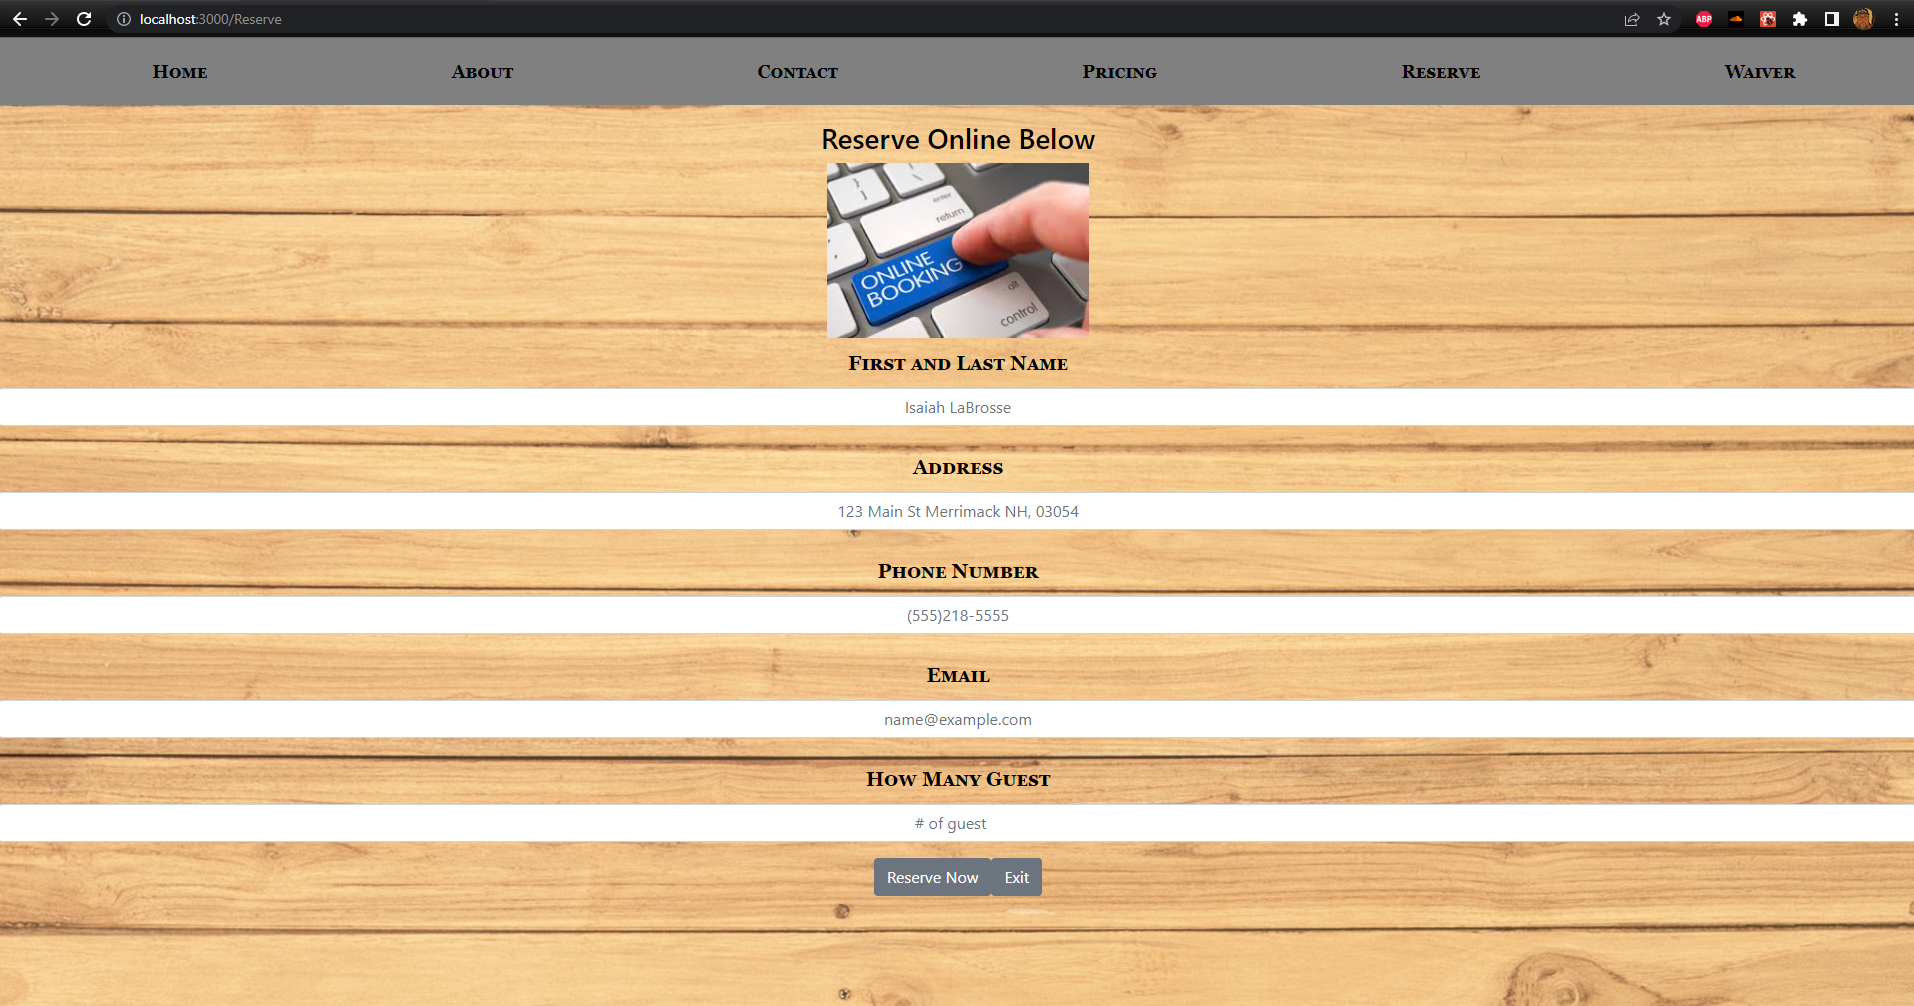 localhost:3000/Reserve
ABP
Home About Contact Pricing Reserve Waiver
Reserve Online Below
enter
return
ONLINE
BOOKING
alt
control
First and Last Name
Isaiah LaBrosse
Address
123 Main St Merrimack NH, 03054
Phone Number
(555)218-5555
Email
name@example.com
How Many Guest
# of guest
Reserve Now Exit